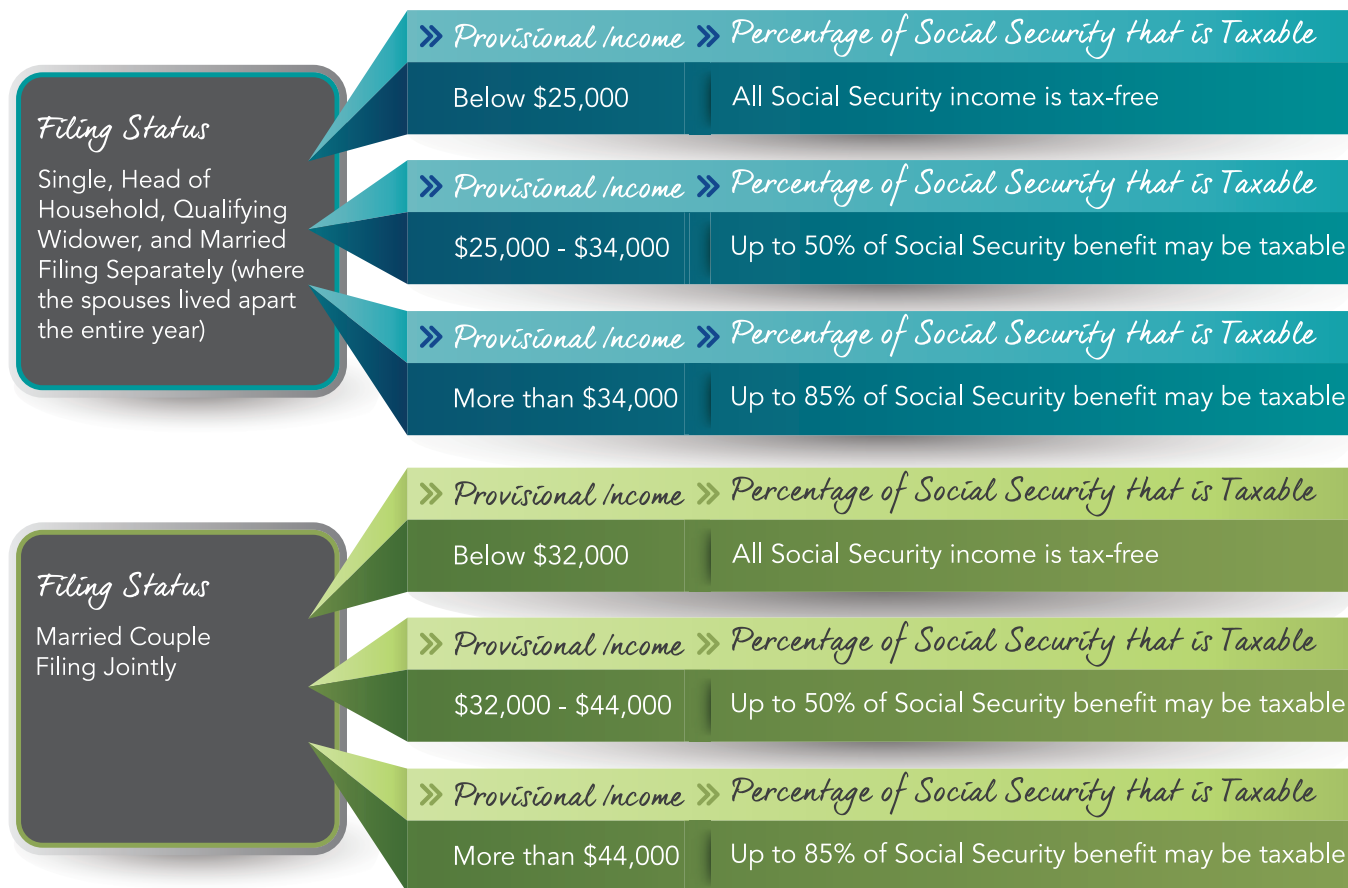 Filing Status
Single, Head of
Household, Qualifying
Widower, and Married
Filing Separately (where
the spouses lived apart
the entire year)
» Provisional Income » Percentage of Social Security that is Taxable
Below $25,000 All Social Security income is tax-free
» Provisional Income » Percentage of Social Security that is Taxable
$25,000 - $34,000 Up to 50% of Social Security benefit may be taxable
» Provisional Income » Percentage of Social Security that is Taxable
More than $34,000 Up to 85% of Social Security benefit may be taxable
Filing Status
Married Couple
Filing Jointly
» Provisional Income » Percentage of Social Security that is Taxable
Below $32,000 All Social Security income is tax-free
» Provisional Income » Percentage of Social Security that is Taxable
$32,000 - $44,000 Up to 50% of Social Security benefit may be taxable
» Provisional Income » Percentage of Social Security that is Taxable
More than $44,000 Up to 85% of Social Security benefit may be taxable